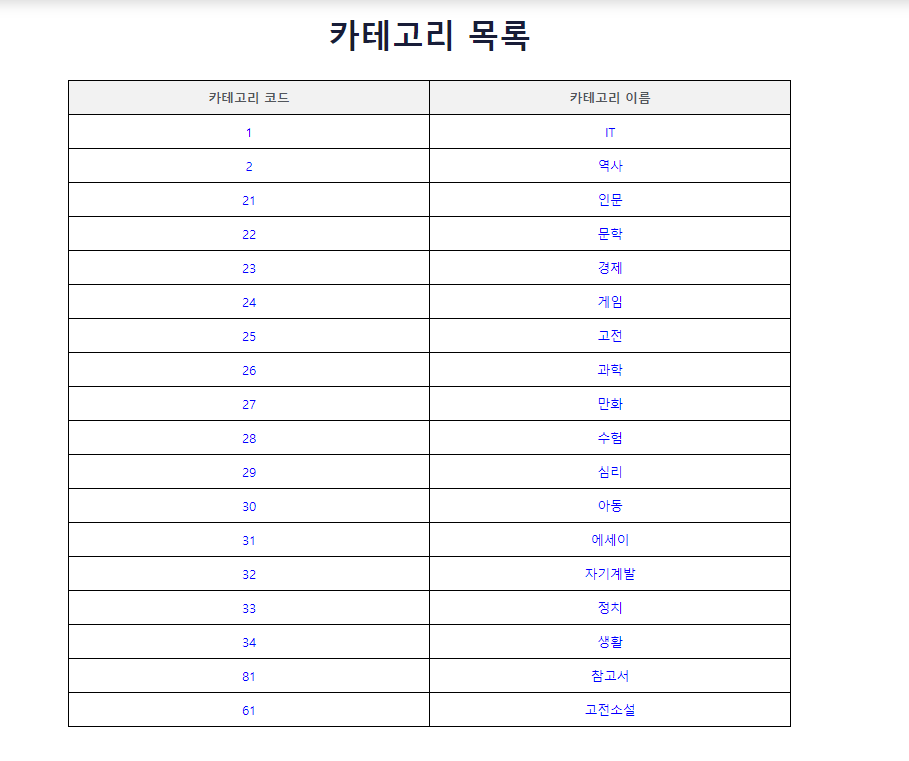 카테고리 목록
카테고리 코드 카테고리 이름
1 IT
2 역사
21 인문
22 문학
23 경제
24 게임
25 고전
26 과학
27 만화
28 수험
29 심리
30 아동
31 에세이
32 자기계발
33 정치
34 생활
81 참고서
61 고전소설